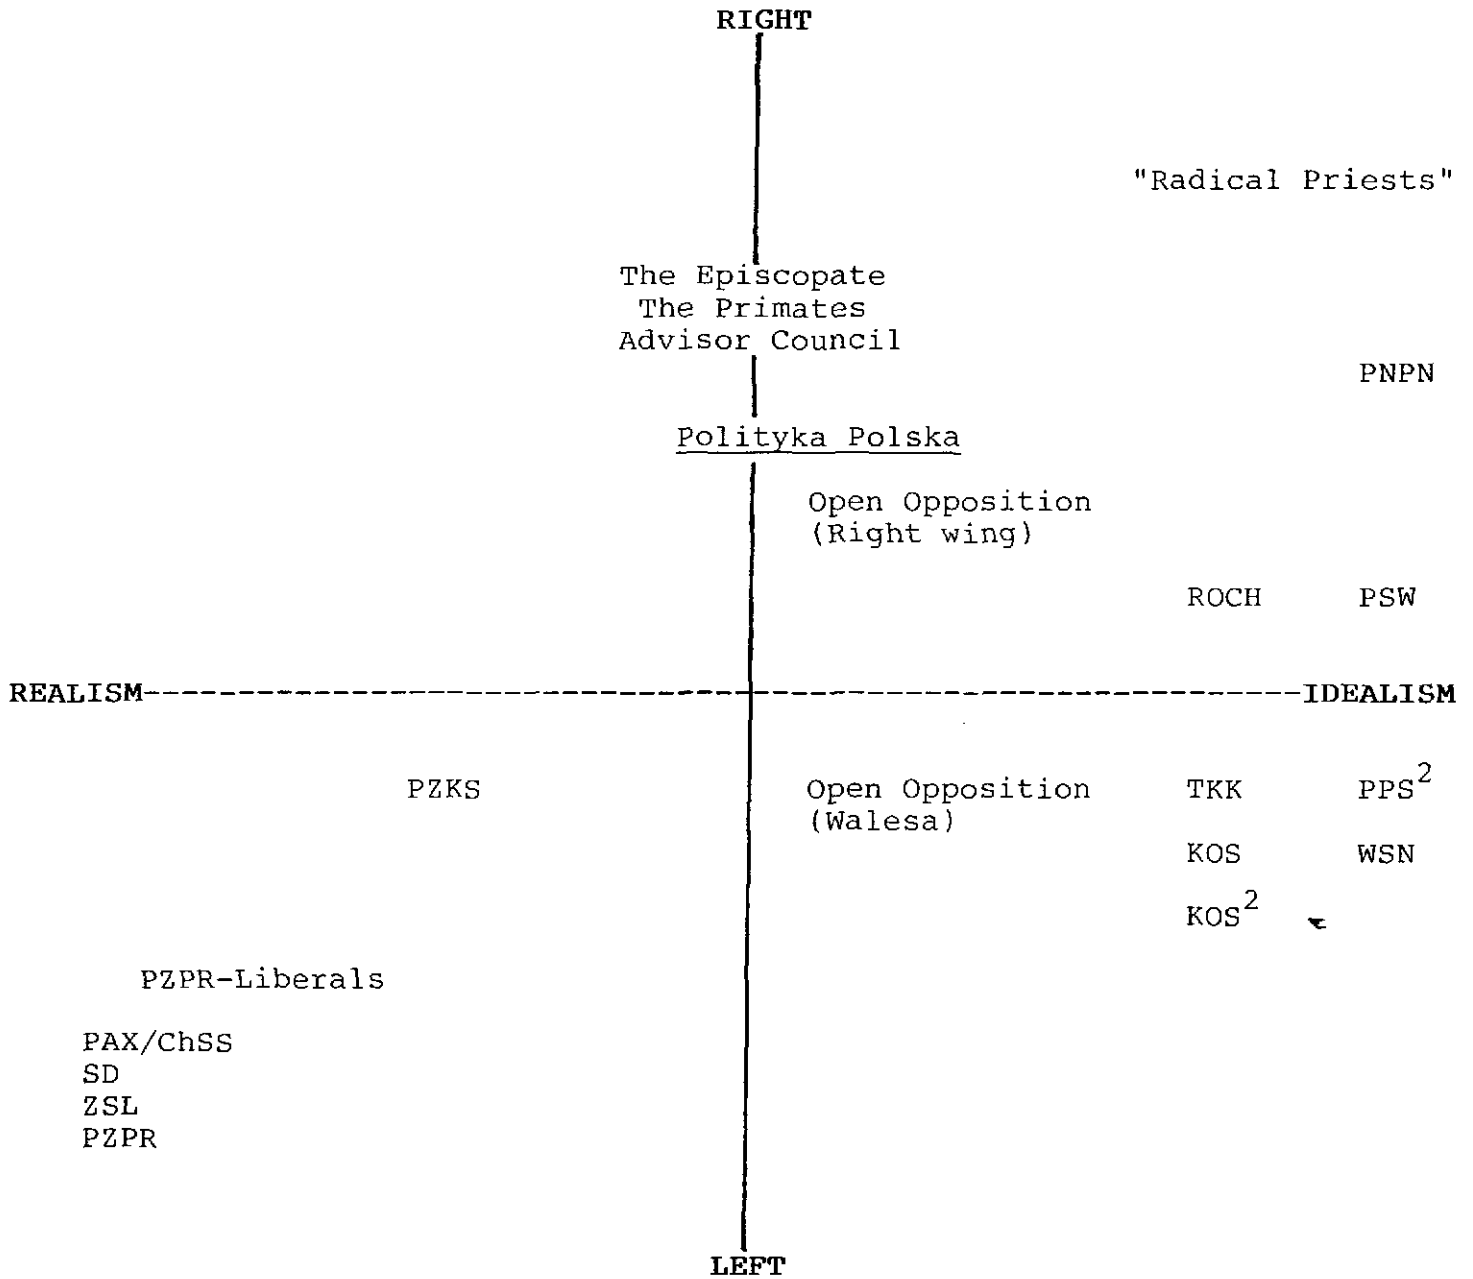 RIGHT
"Radical Priests"
The Episcopate
The Primates
Advisor Council
PNPN
Polityka Polska
Open Opposition
(Right wing)
ROCH PSW
REALISM IDEALISM
PZKS Open Opposition TKK PPS²
(Walesa)
KOS WSN
KOS²
PZPR-Liberals
PAX/ChSS
SD
ZSL
PZPR
LEFT